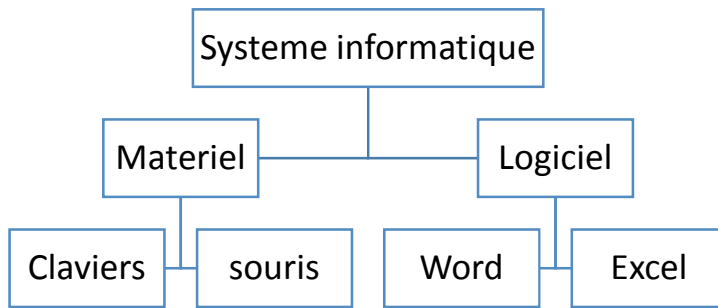 Systeme informatique
Materiel
Logiciel
Claviers
souris
Word
Excel